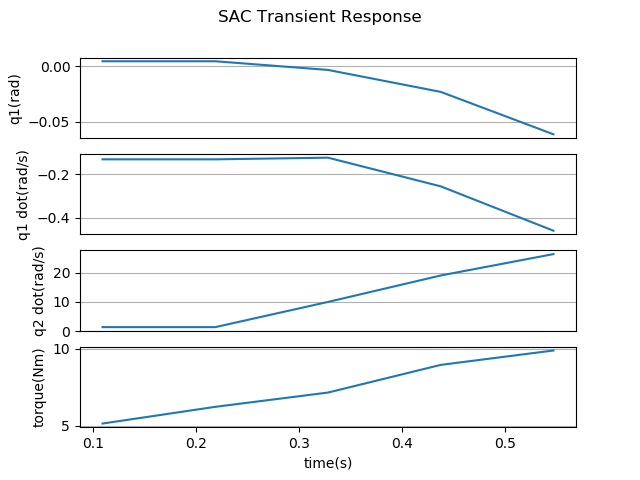 SAC Transient Response
q1(rad)
0.00
−0.05
q1 dot(rad/s)
−0.2
−0.4
q2 dot(rad/s)
20
10
0
torque(Nm)
10
5
0.1 0.2 0.3 0.4 0.5
time(s)